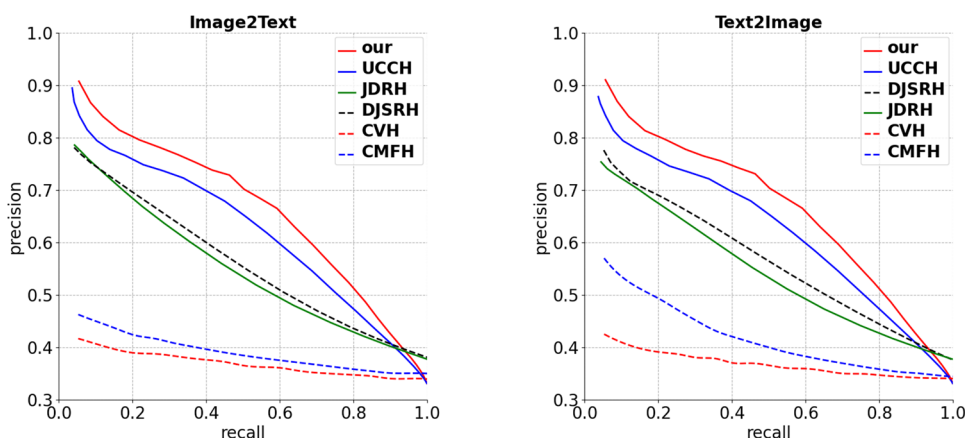 Image2Text
1.0
0.9
0.8
0.7
0.6
0.5
0.4
0.3
precision
our
UCCH
JDRH
DJSRH
CVH
CMFH
0.0 0.2 0.4 0.6 0.8 1.0
recall
Text2Image
1.0
0.9
0.8
0.7
0.6
0.5
0.4
0.3
precision
our
UCCH
DJSRH
JDRH
CVH
CMFH
0.0 0.2 0.4 0.6 0.8 1.0
recall